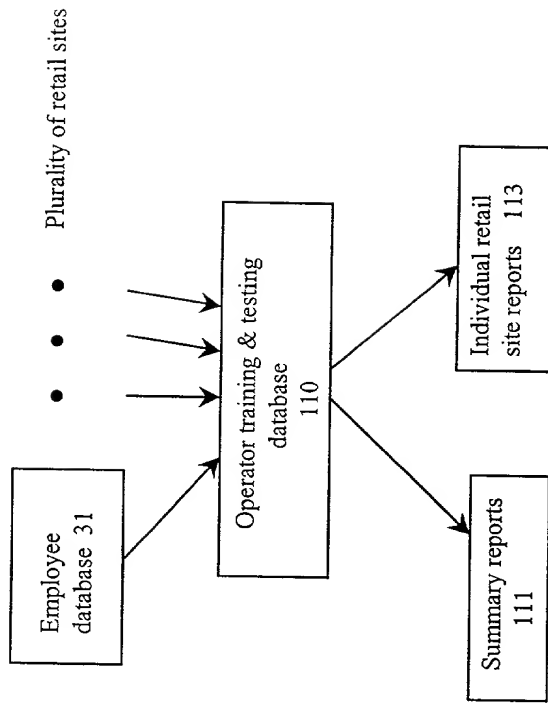 Employee
database 31
Plurality of retail sites
Operator training & testing
database
110
Summary reports
111
Individual retail
site reports 113